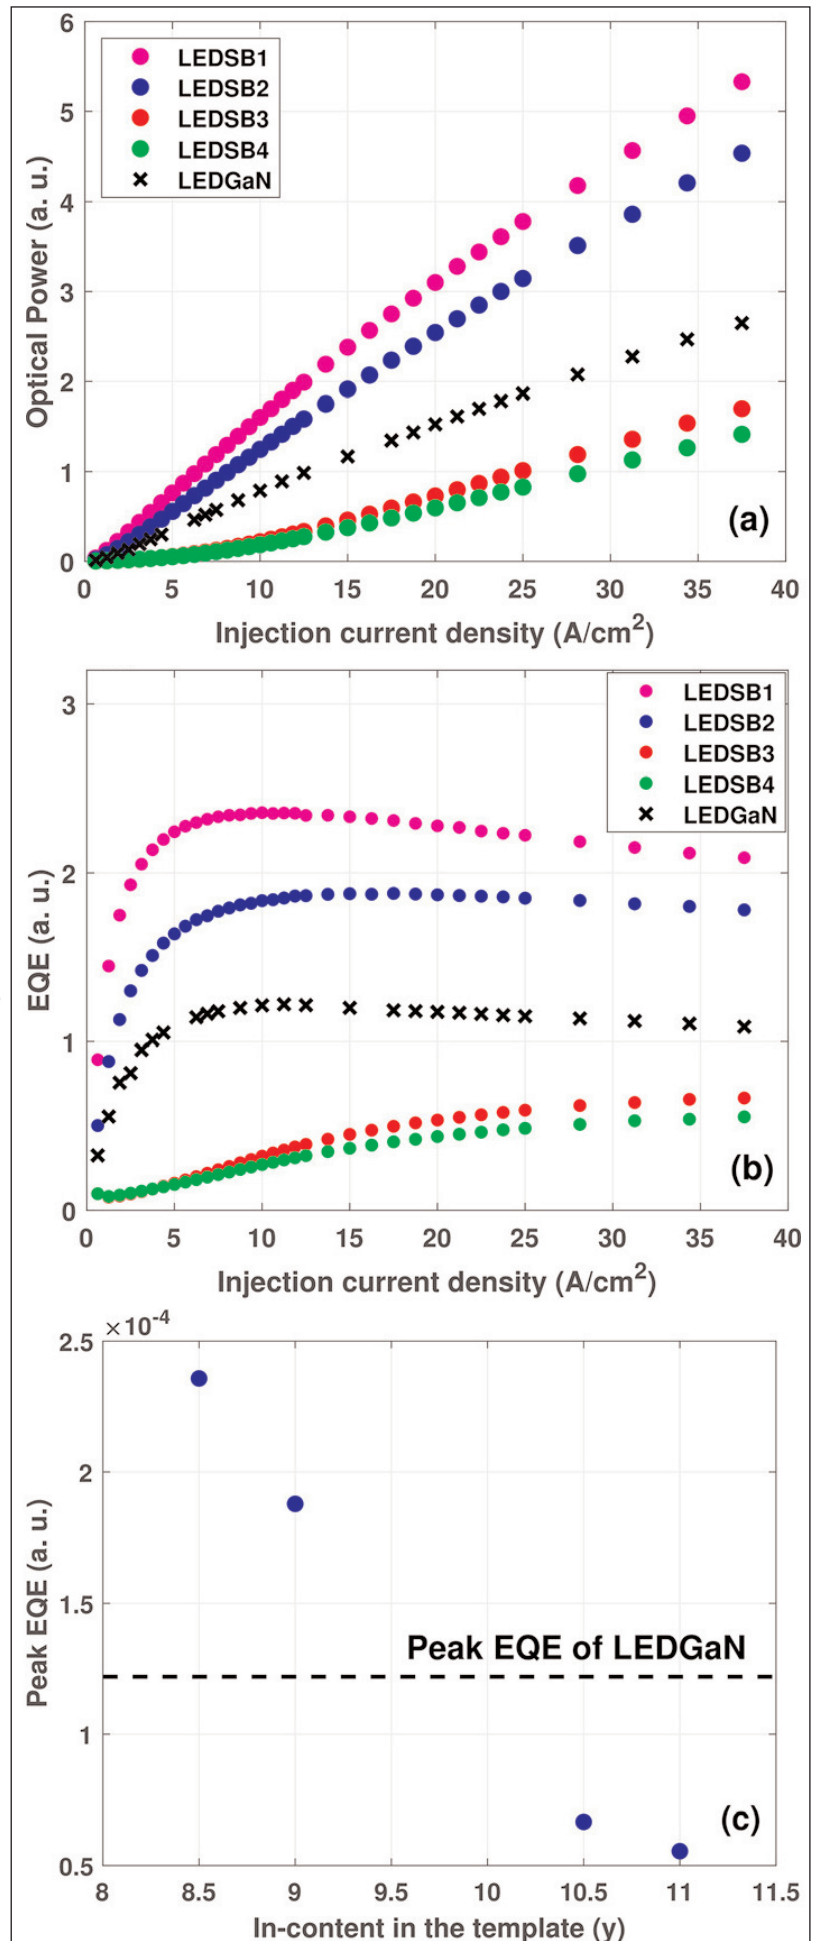 6
5
4
3
2
1
0
Optical Power (a. u.)
LEDSB1
LEDSB2
LEDSB3
LEDSB4
LEDGaN
(a)
0 5 10 15 20 25 30 35 40
Injection current density (A/cm²)
3
2
1
0
EQE (a. u.)
LEDSB1
LEDSB2
LEDSB3
LEDSB4
LEDGaN
(b)
0 5 10 15 20 25 30 35 40
Injection current density (A/cm²)
×10⁻⁴
2.5
2
1.5
1
0.5
Peak EQE (a. u.)
Peak EQE of LEDGaN
(c)
8 8.5 9 9.5 10 10.5 11 11.5
In-content in the template (y)